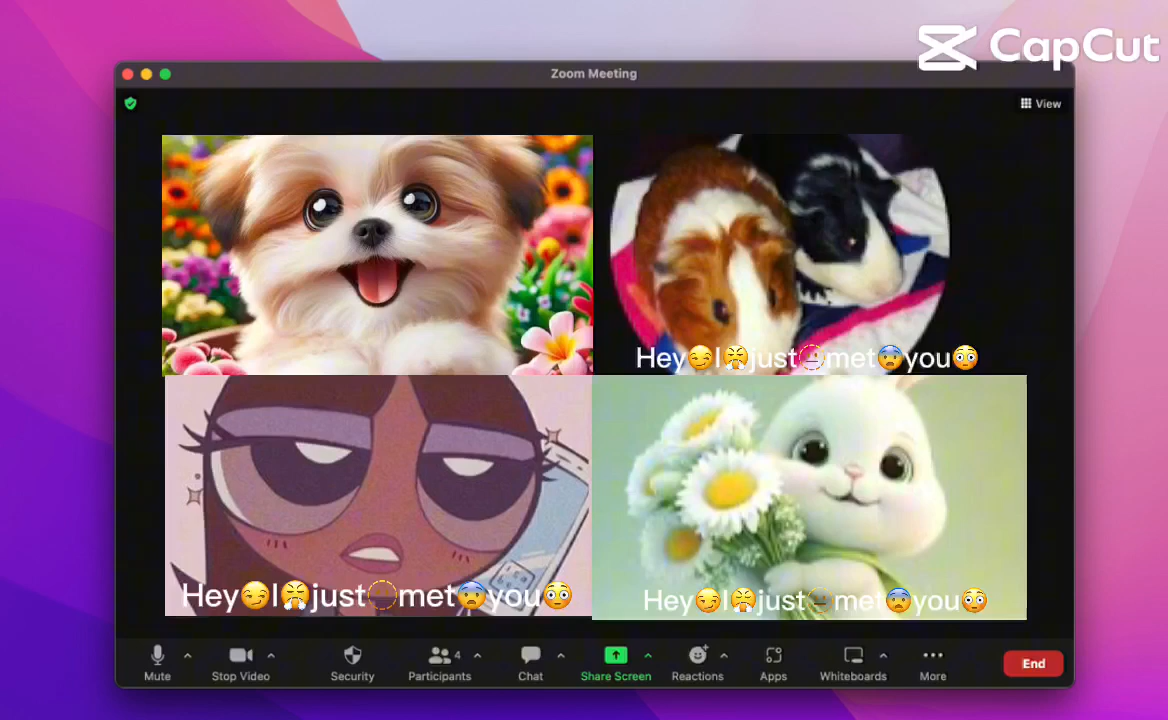 CapCut
Zoom Meeting
View
Hey😏I😤just🫥met😨you😳
Hey😏I😤just🫥met😨you😳
Hey😏I😤just🫥met😨you😳
Mute
Stop Video
Security
4
Participants
Chat
Share Screen
Reactions
Apps
Whiteboards
More
End